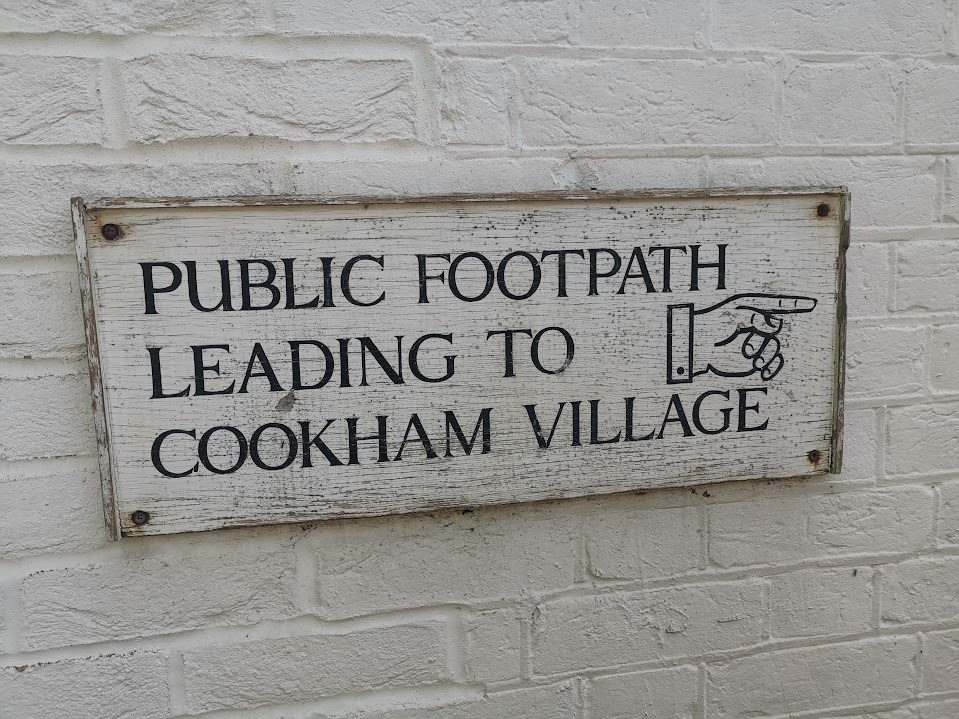 PUBLIC FOOTPATH
LEADING TO
COOKHAM VILLAGE